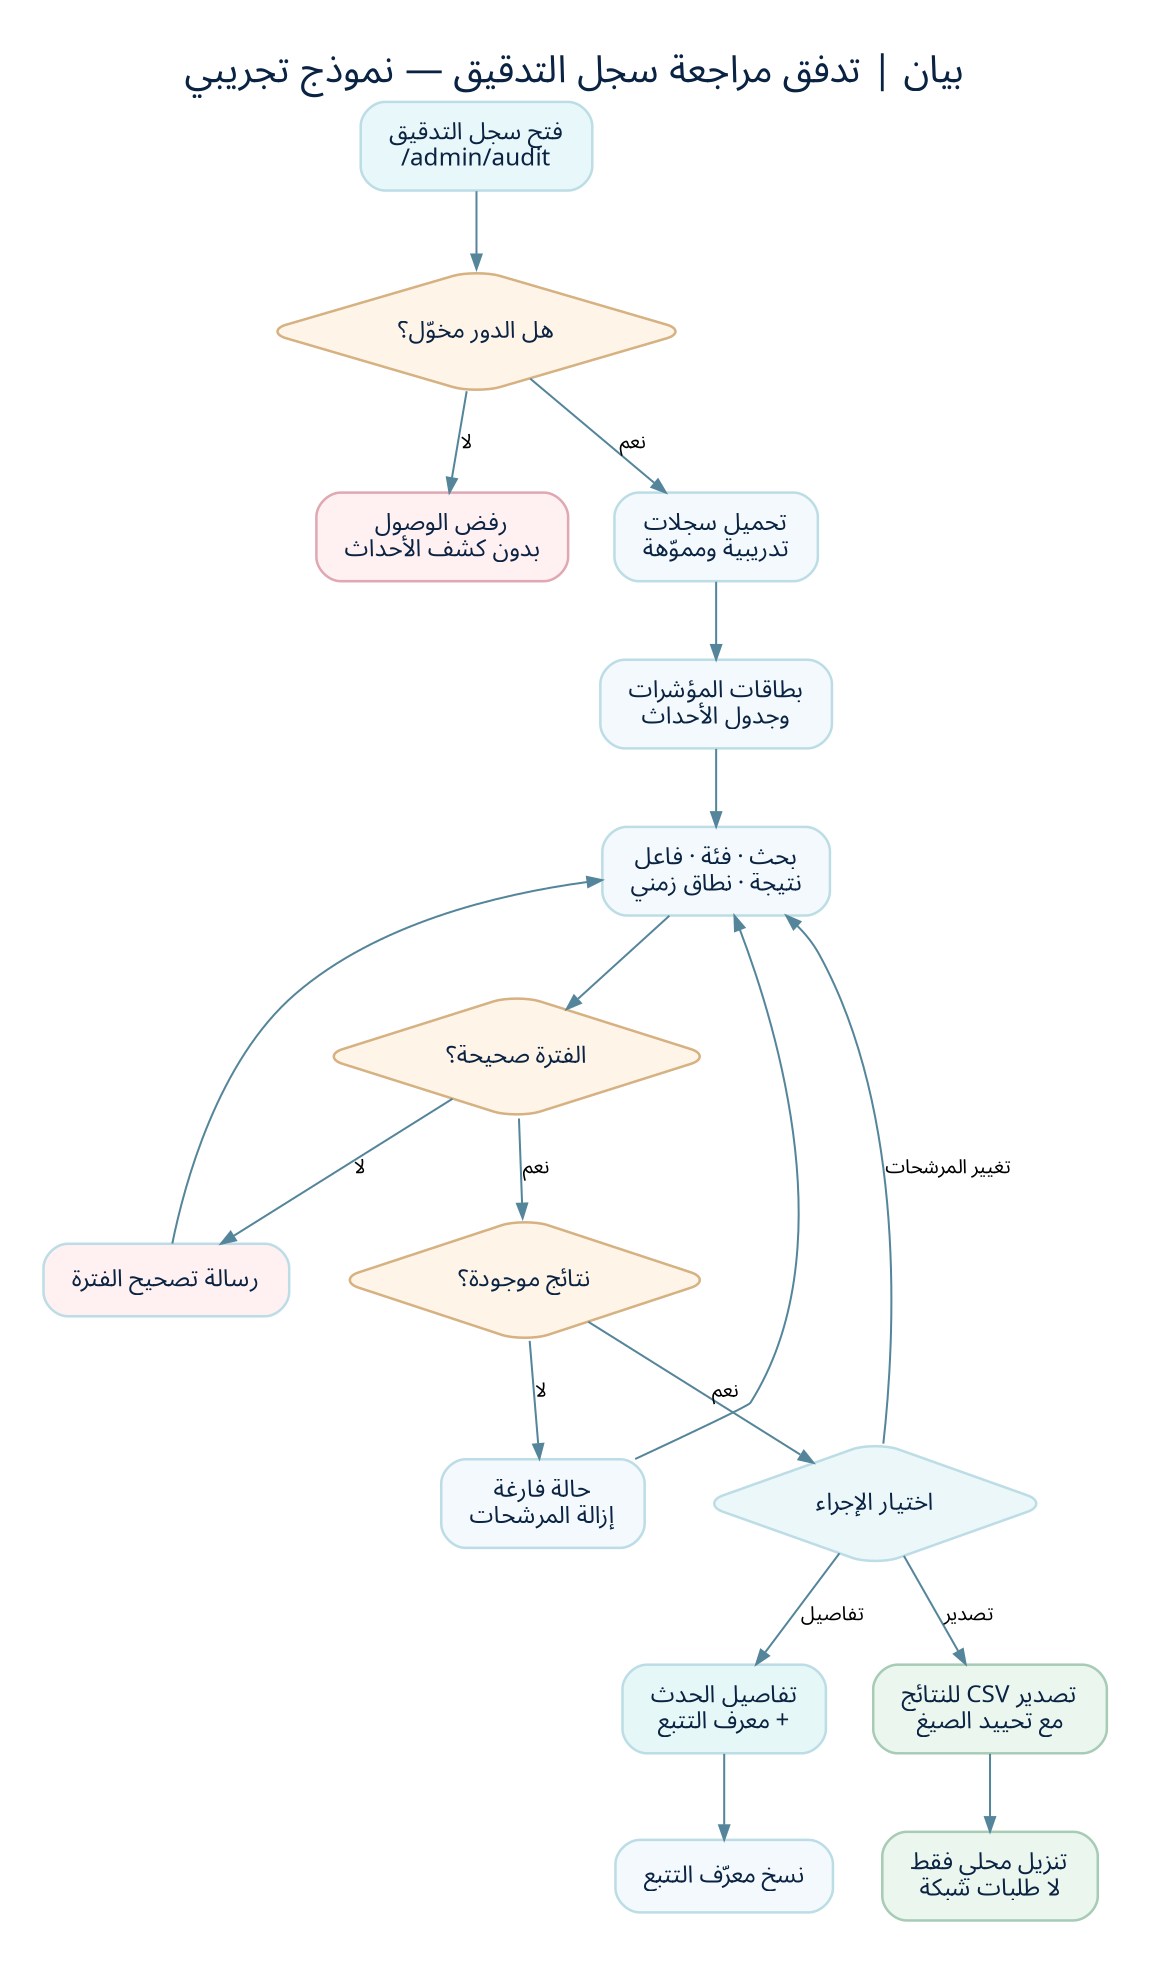 بيان | تدفق مراجعة سجل التدقيق — نموذج تجريبي
فتح سجل التدقيق
/admin/audit
هل الدور مخوّل؟
لا
نعم
رفض الوصول
بدون كشف الأحداث
تحميل سجلات
تدريبية ومموّهة
بطاقات المؤشرات
وجدول الأحداث
بحث · فئة · فاعل
نتيجة · نطاق زمني
الفترة صحيحة؟
لا
نعم
تغيير المرشحات
رسالة تصحيح الفترة
نتائج موجودة؟
لا
نعم
حالة فارغة
إزالة المرشحات
اختيار الإجراء
تفاصيل
تصدير
تفاصيل الحدث
+ معرف التتبع
تصدير CSV للنتائج
مع تحييد الصيغ
نسخ معرّف التتبع
تنزيل محلي فقط
لا طلبات شبكة